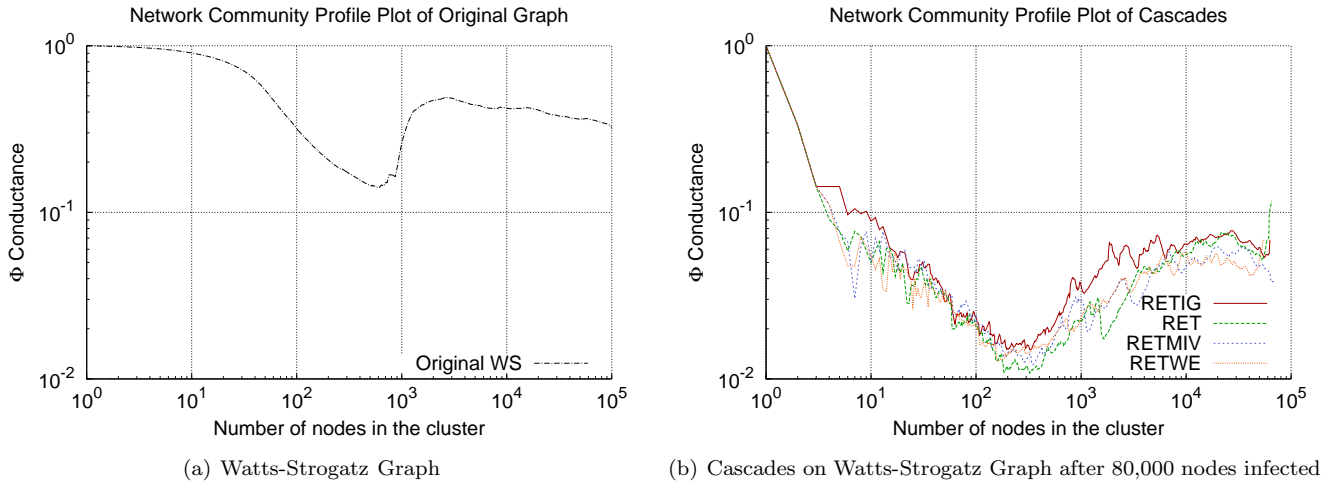 Network Community Profile Plot of Original Graph
10^0
10^-1
10^-2
Φ Conductance
Original WS
10^0 10^1 10^2 10^3 10^4 10^5
Number of nodes in the cluster
(a) Watts-Strogatz Graph
Network Community Profile Plot of Cascades
10^0
10^-1
10^-2
Φ Conductance
RETIG
RET
RETMIV
RETWE
10^0 10^1 10^2 10^3 10^4 10^5
Number of nodes in the cluster
(b) Cascades on Watts-Strogatz Graph after 80,000 nodes infected